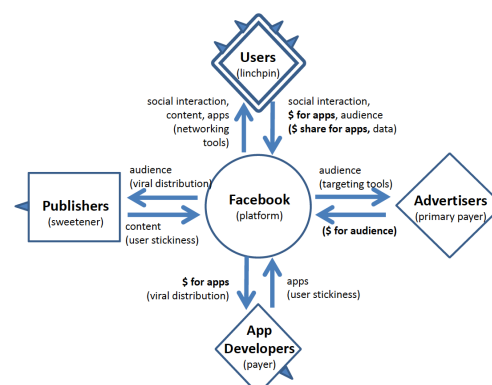 Users
(linchpin)
social interaction,
content, apps
(networking
tools)
social interaction,
$ for apps, audience
($ share for apps, data)
audience
(viral distribution)
Publishers
(sweetener)
content
(user stickiness)
Facebook
(platform)
audience
(targeting tools)
($ for audience)
Advertisers
(primary payer)
$ for apps
(viral distribution)
apps
(user stickiness)
App
Developers
(payer)